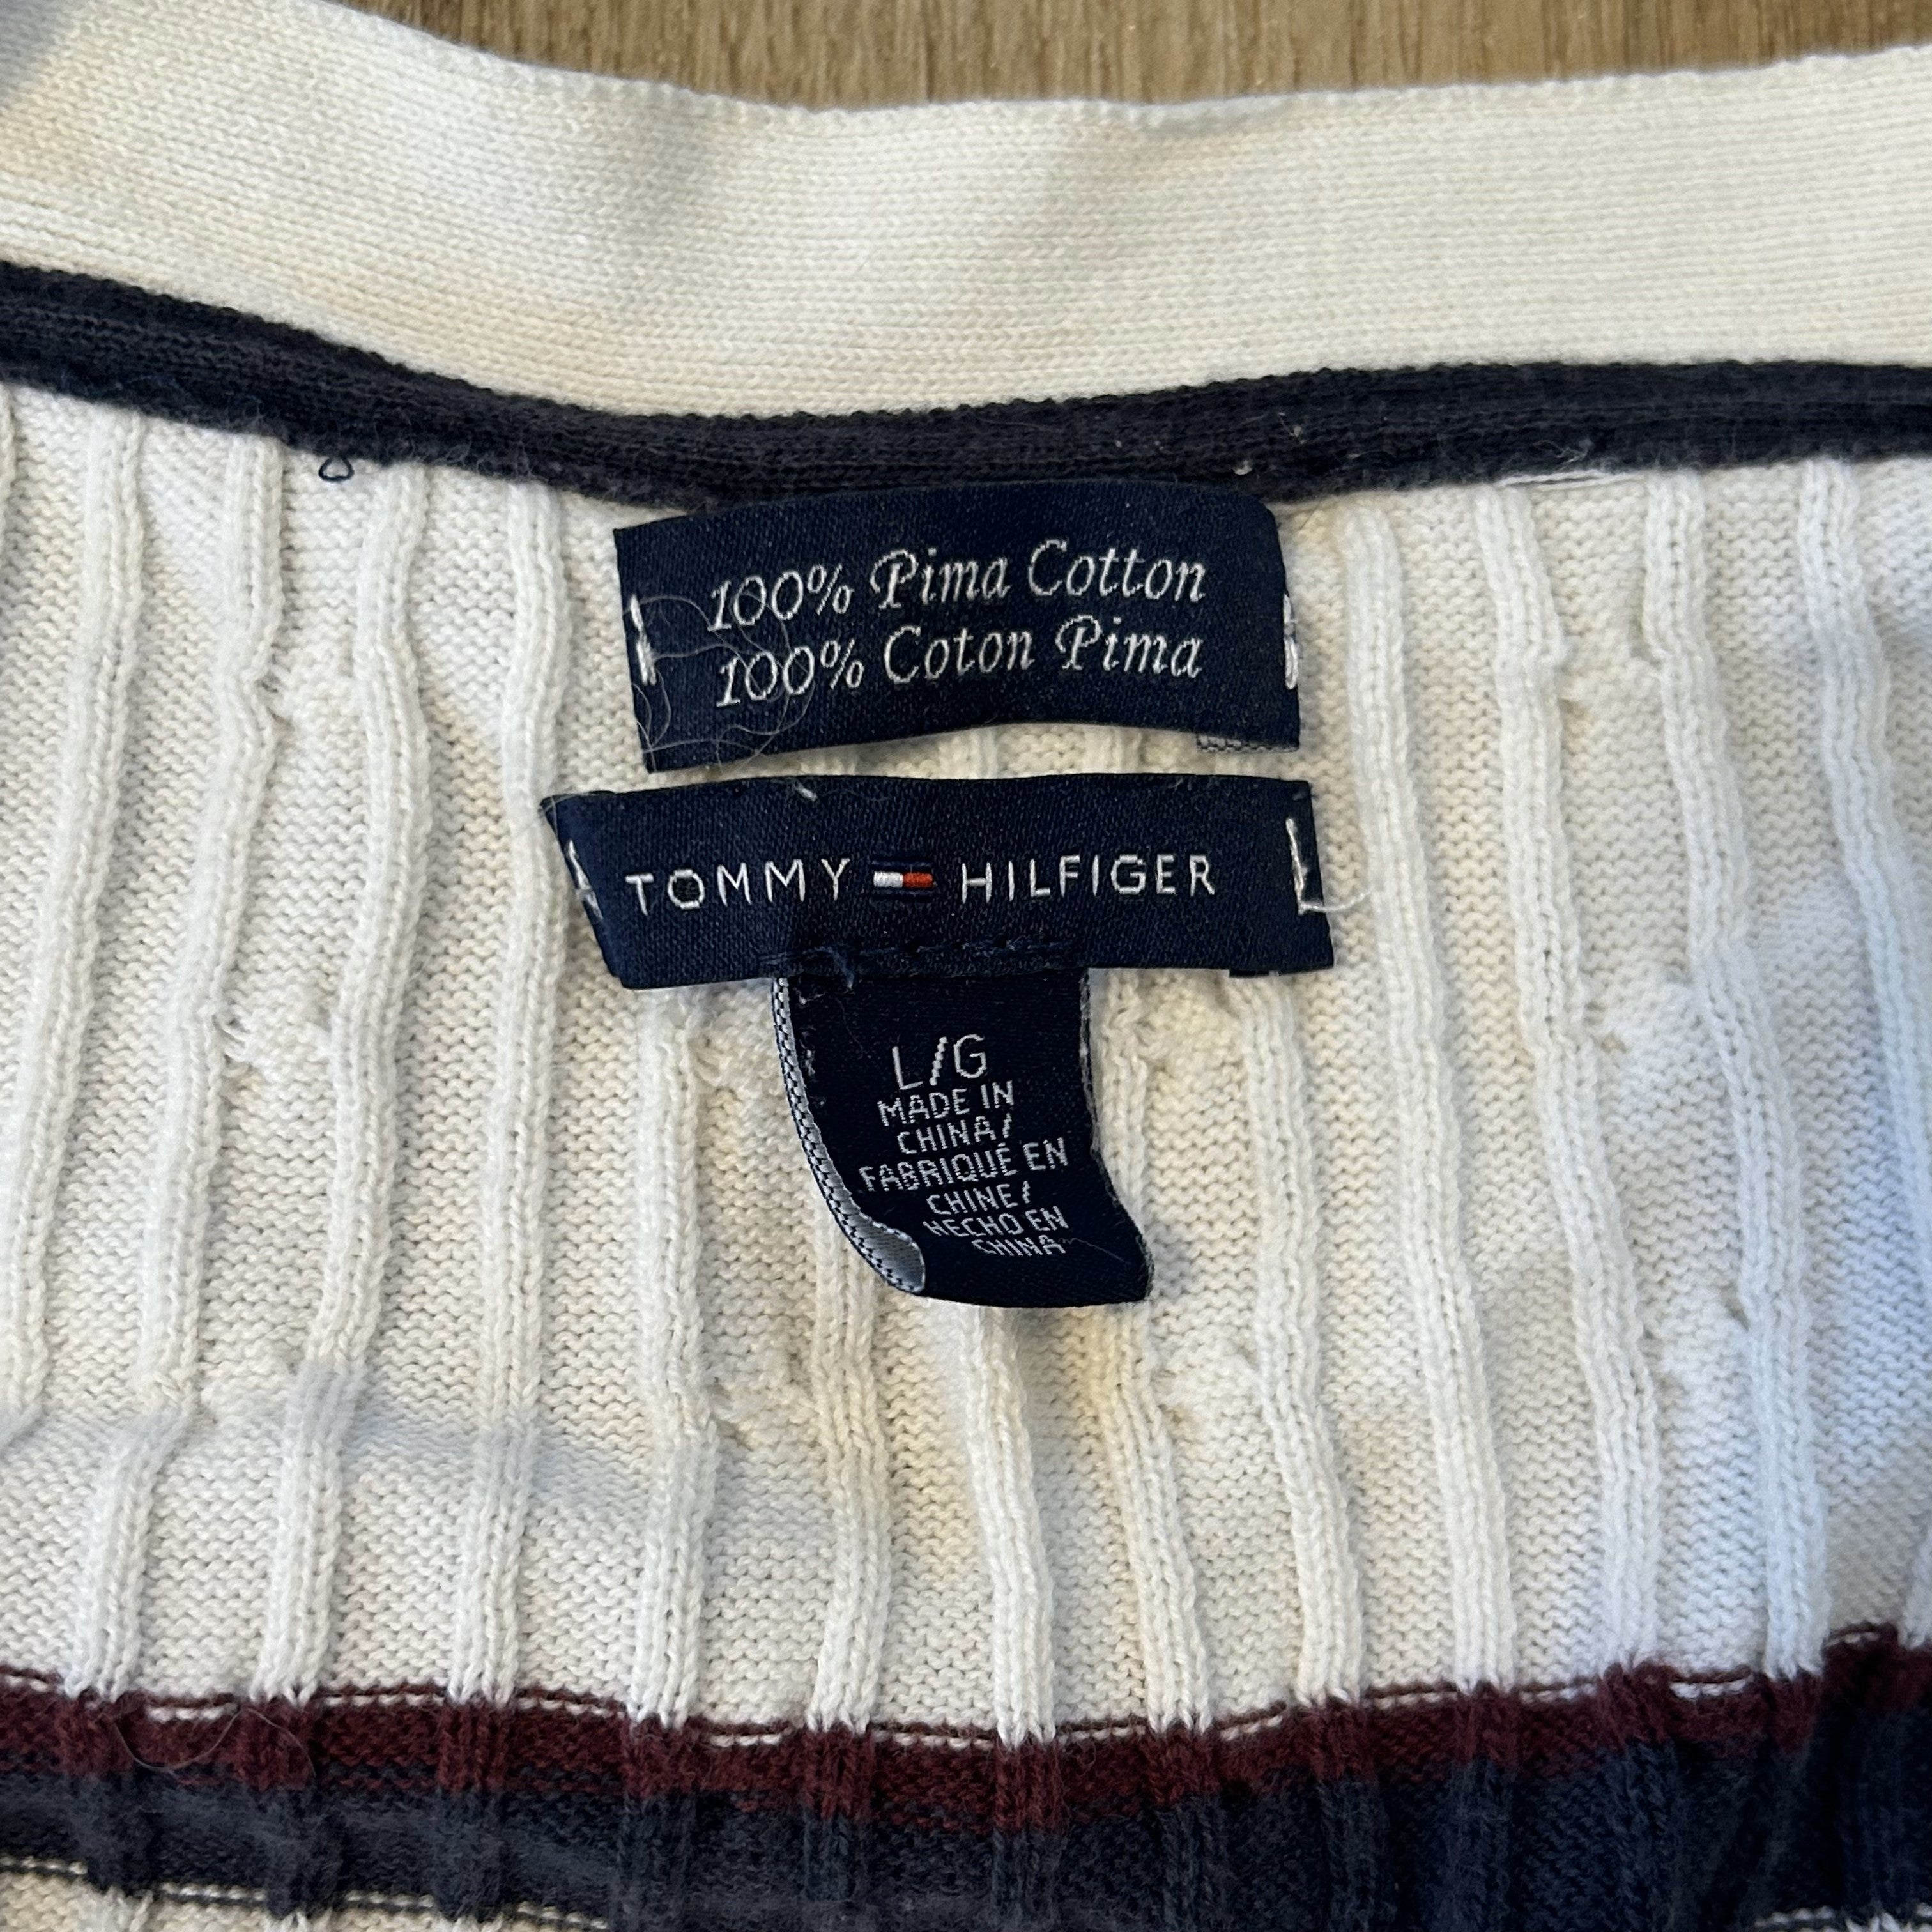 100% Pima Cotton
100% Coton Pima
TOMMY HILFIGER
L/G
MADE IN
CHINA/
FABRIQUÉ EN
CHINE/
HECHO EN
CHINA